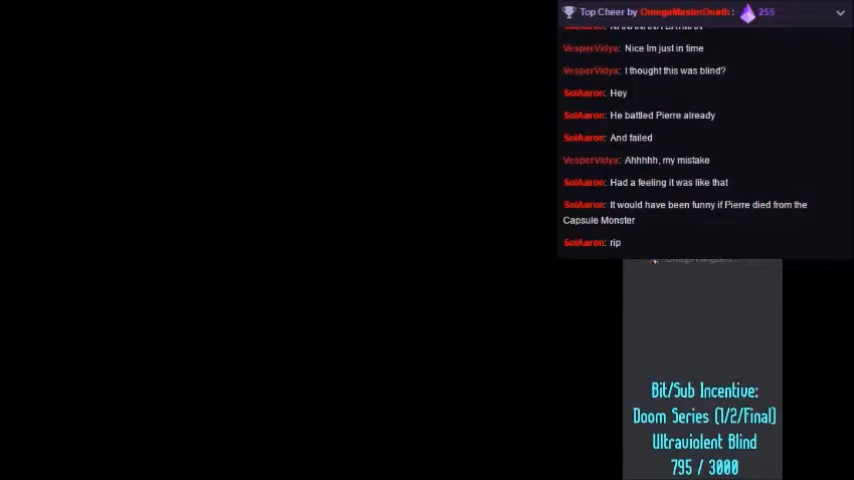 Top Cheer by OmegaMasterDeath : 255
VesperVidya: Nice Im just in time
VesperVidya: I thought this was blind?
SolAaron: Hey
SolAaron: He battled Pierre already
SolAaron: And failed
VesperVidya: Ahhhhh, my mistake
SolAaron: Had a feeling it was like that
SolAaron: It would have been funny if Pierre died from the
Capsule Monster
SolAaron: rip
Bit/Sub Incentive:
Doom Series (1/2/Final)
Ultraviolent Blind
795 / 3000